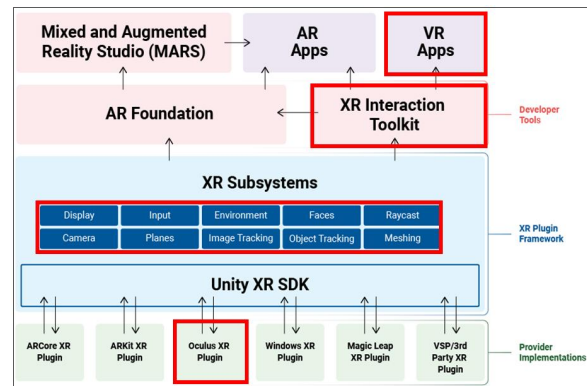 Mixed and Augmented
Reality Studio (MARS)
AR
Apps
VR
Apps
AR Foundation
XR Interaction
Toolkit
Developer
Tools
XR Subsystems
Display
Input
Environment
Faces
Raycast
Camera
Planes
Image Tracking
Object Tracking
Meshing
XR Plugin
Framework
Unity XR SDK
ARCore XR
Plugin
ARKit XR
Plugin
Oculus XR
Plugin
Windows XR
Plugin
Magic Leap
XR Plugin
VSP/3rd
Party XR
Plugin
Provider
Implementations